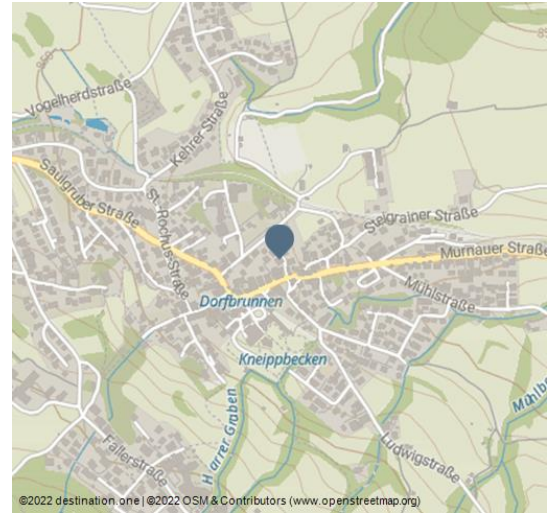 Vogelherdstraße
Kehrer Straße
Saulgruber Straße
St.-Rochus-Straße
Steigrainer Straße
Murnauer Straße
Mühlstraße
Dorfbrunnen
Kneippbecken
Harrer Graben
Fallerstraße
Ludwigstraße
©2022 destination.one | ©2022 OSM & Contributors (www.openstreetmap.org)